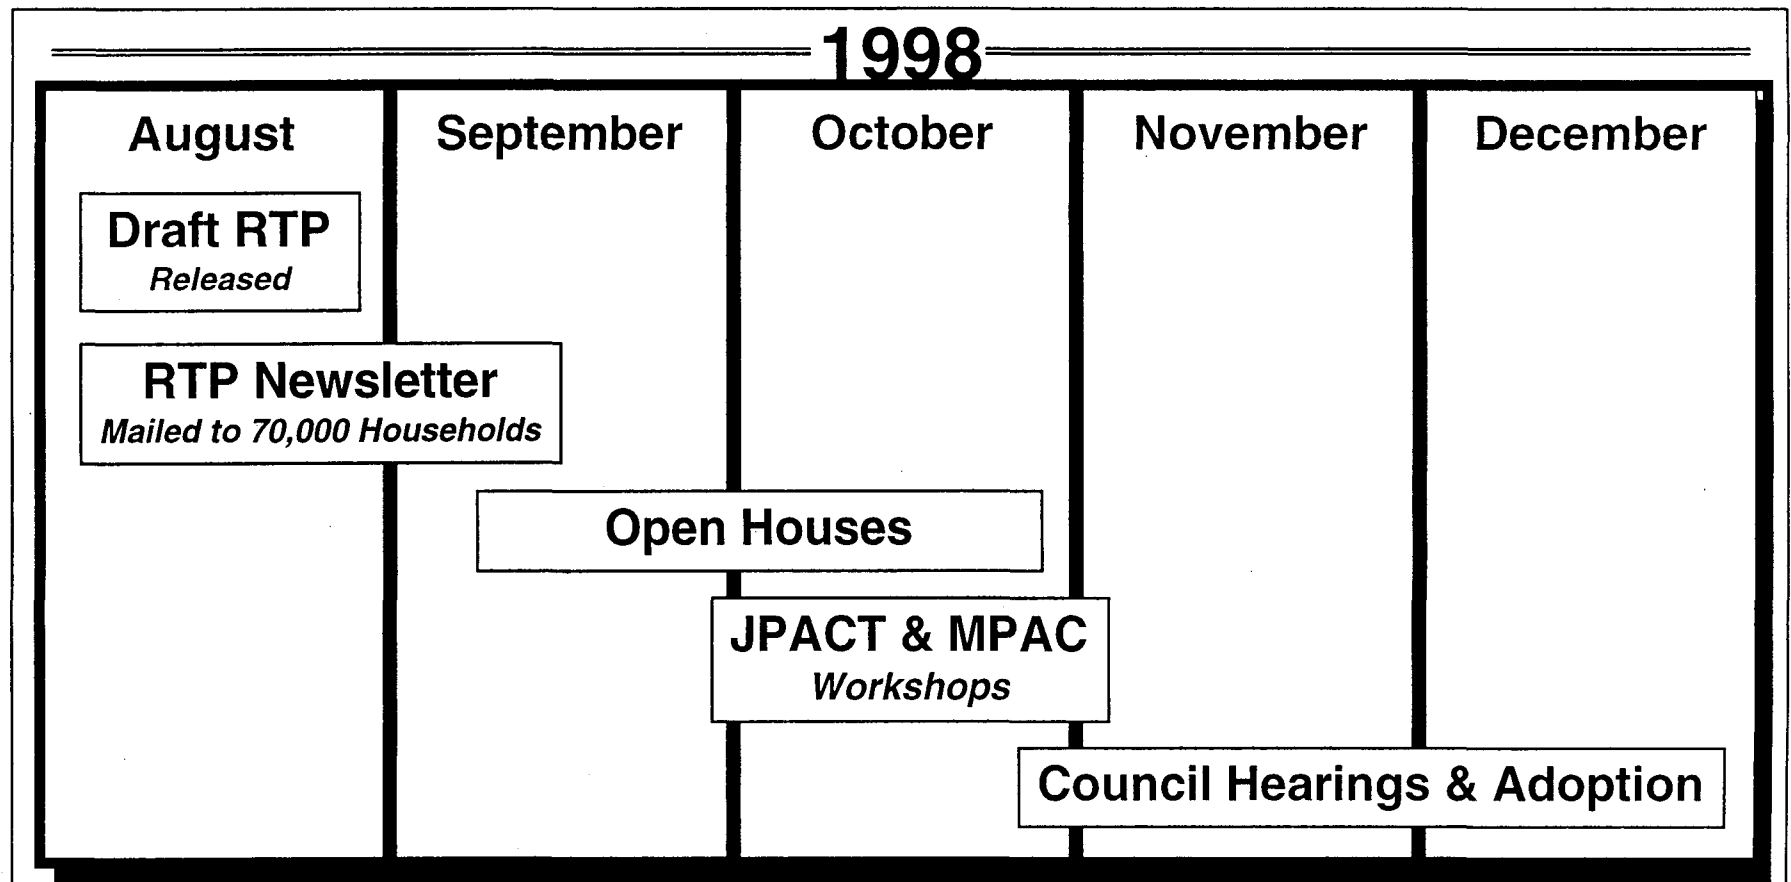 1998
August September October November December
Draft RTP
Released
RTP Newsletter
Mailed to 70,000 Households
Open Houses
JPACT & MPAC
Workshops
Council Hearings & Adoption